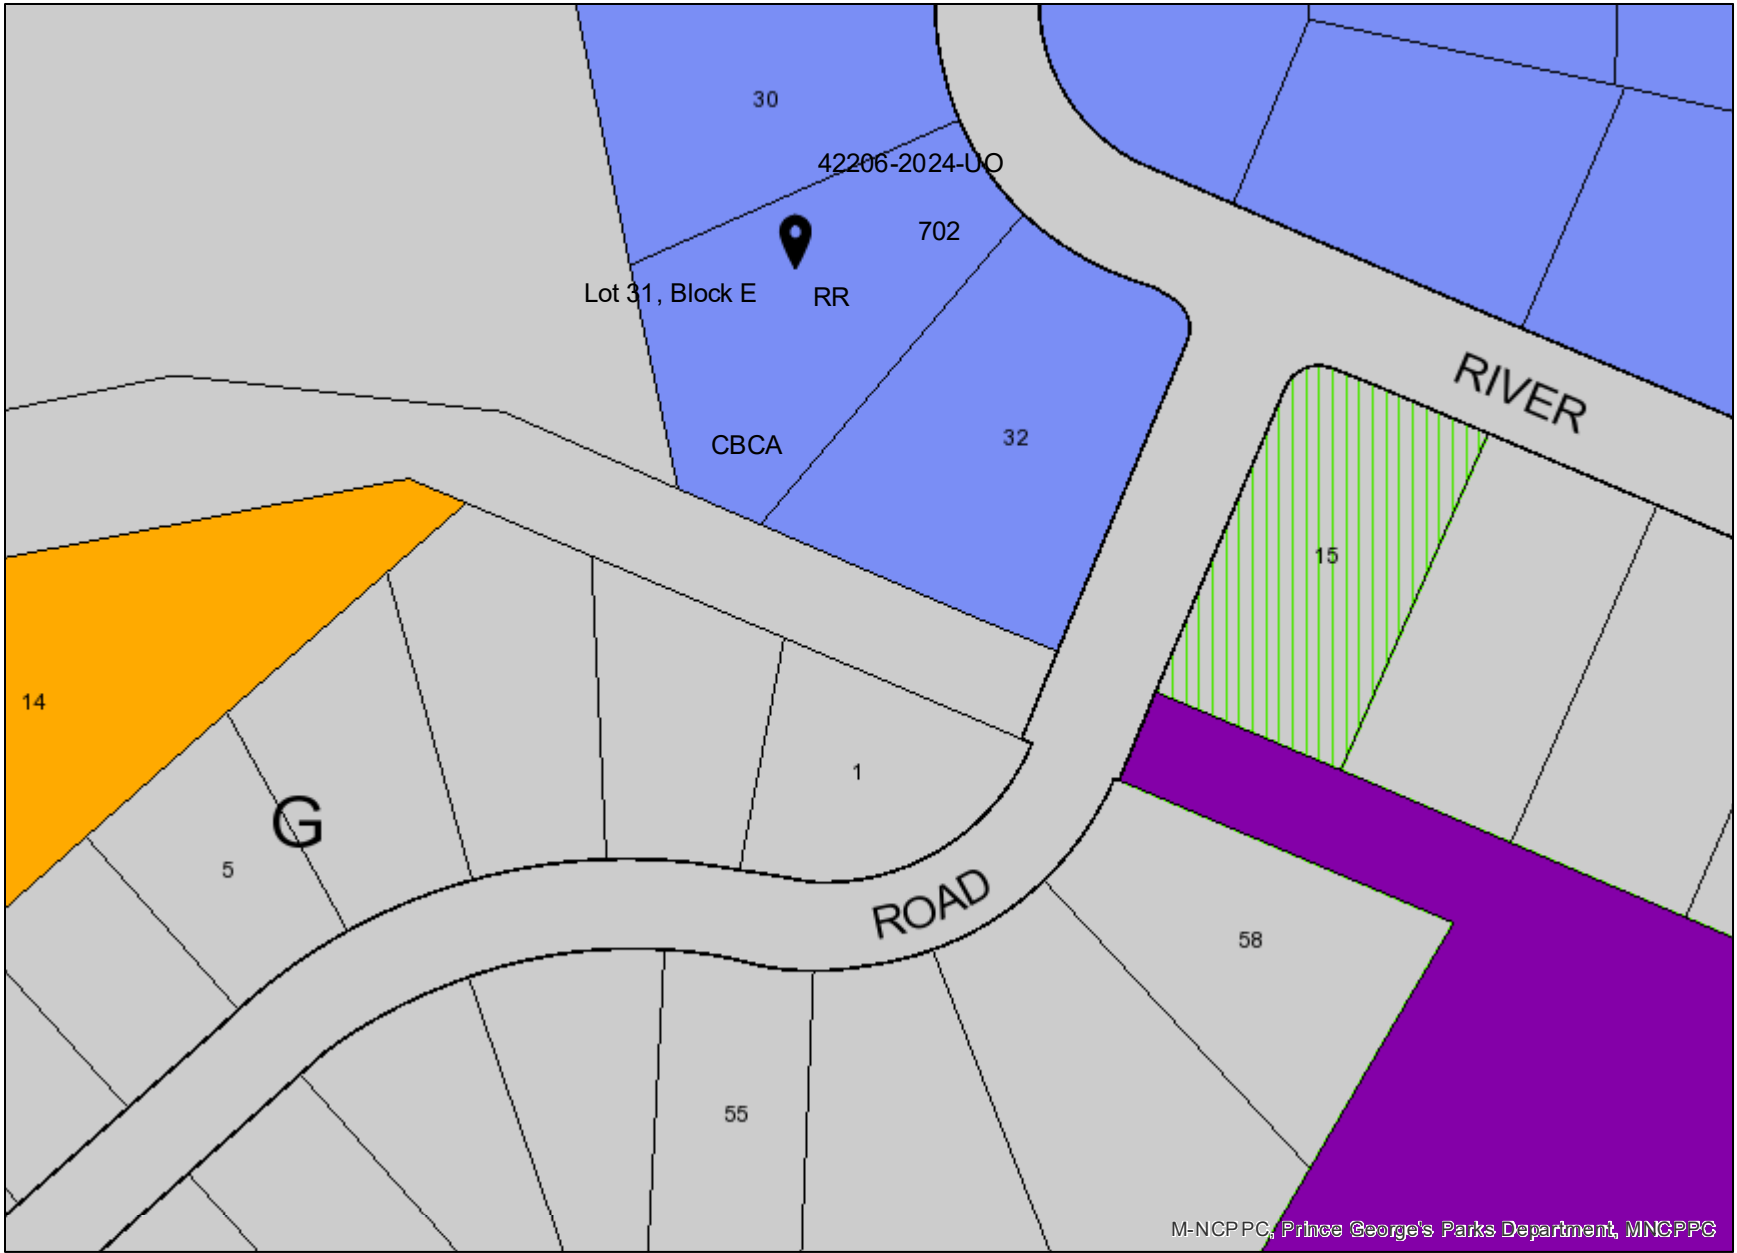 30
42206-2024-UO
702
Lot 31, Block E
RR
RIVER
CBCA
32
15
14
1
G
5
ROAD
58
55
M-NCPPC, Prince George's Parks Department, MNCPPC